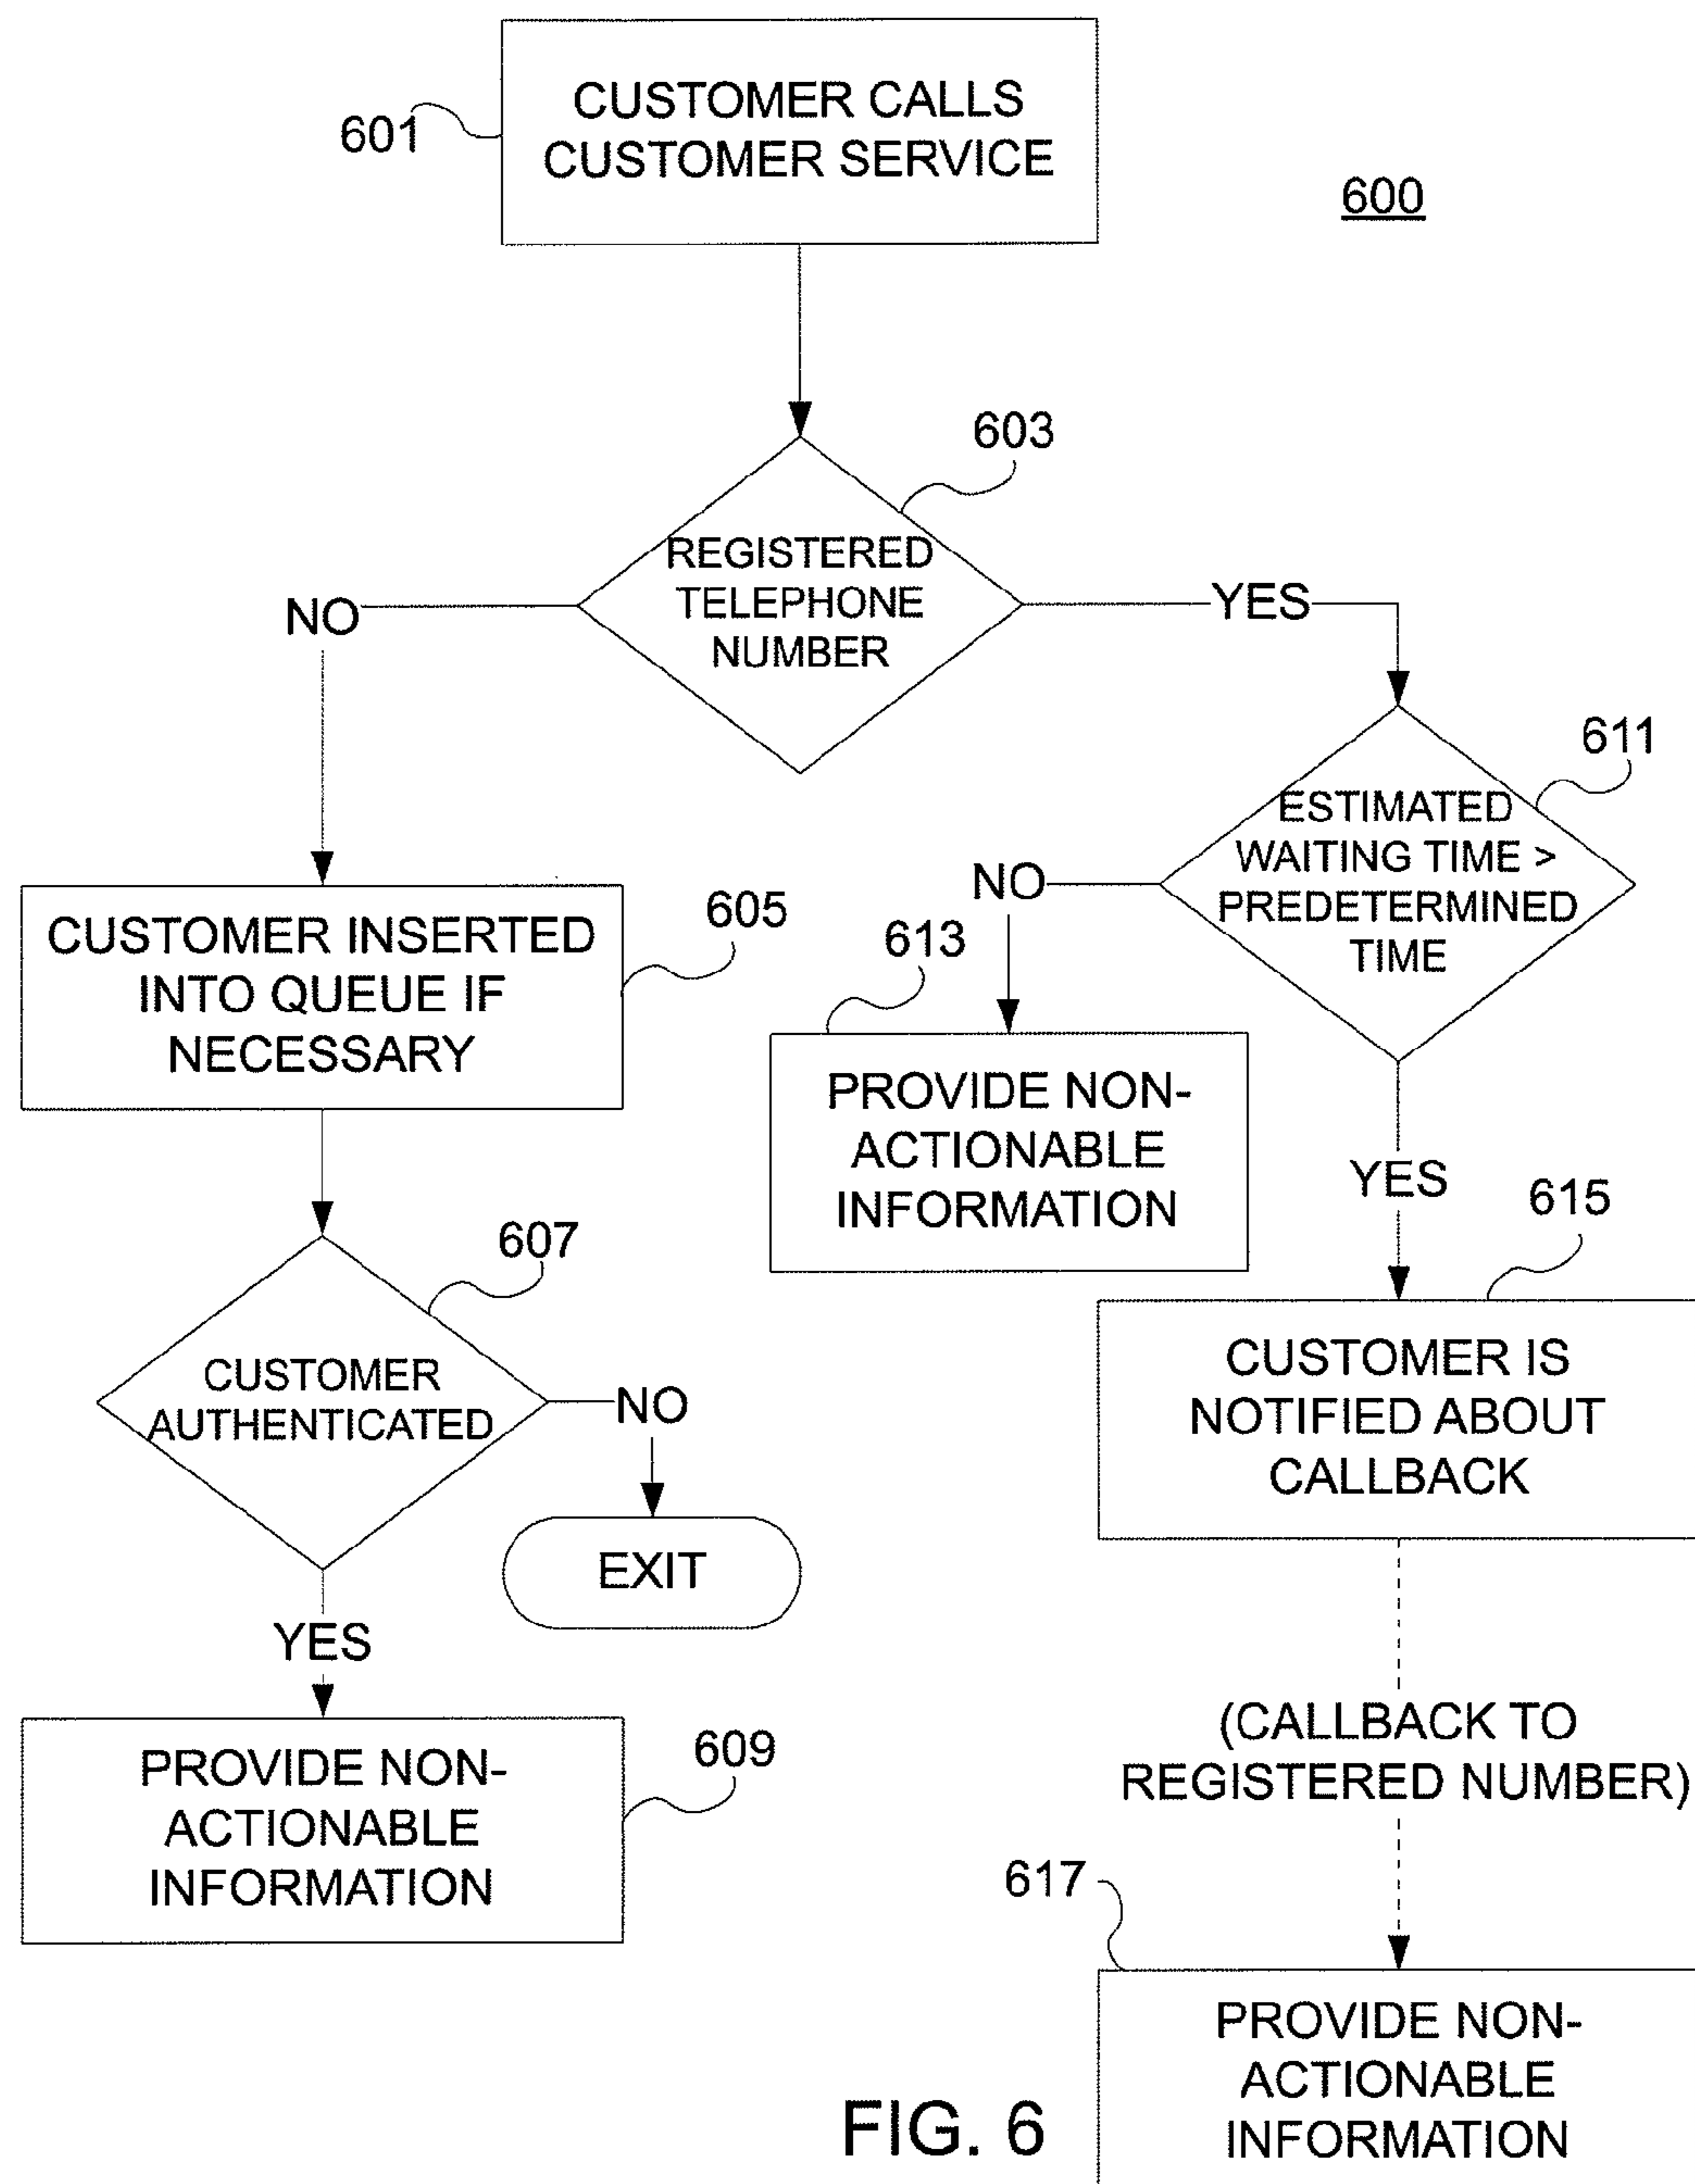 CUSTOMER CALLS
CUSTOMER SERVICE
601
600
603
REGISTERED
TELEPHONE
NUMBER
NO
YES
611
ESTIMATED
WAITING TIME >
PREDETERMINED
TIME
NO
605
CUSTOMER INSERTED
INTO QUEUE IF
NECESSARY
613
PROVIDE NON-
ACTIONABLE
INFORMATION
YES
615
607
CUSTOMER
AUTHENTICATED
NO
CUSTOMER IS
NOTIFIED ABOUT
CALLBACK
EXIT
YES
(CALLBACK TO
REGISTERED NUMBER)
609
PROVIDE NON-
ACTIONABLE
INFORMATION
617
PROVIDE NON-
ACTIONABLE
INFORMATION
FIG. 6